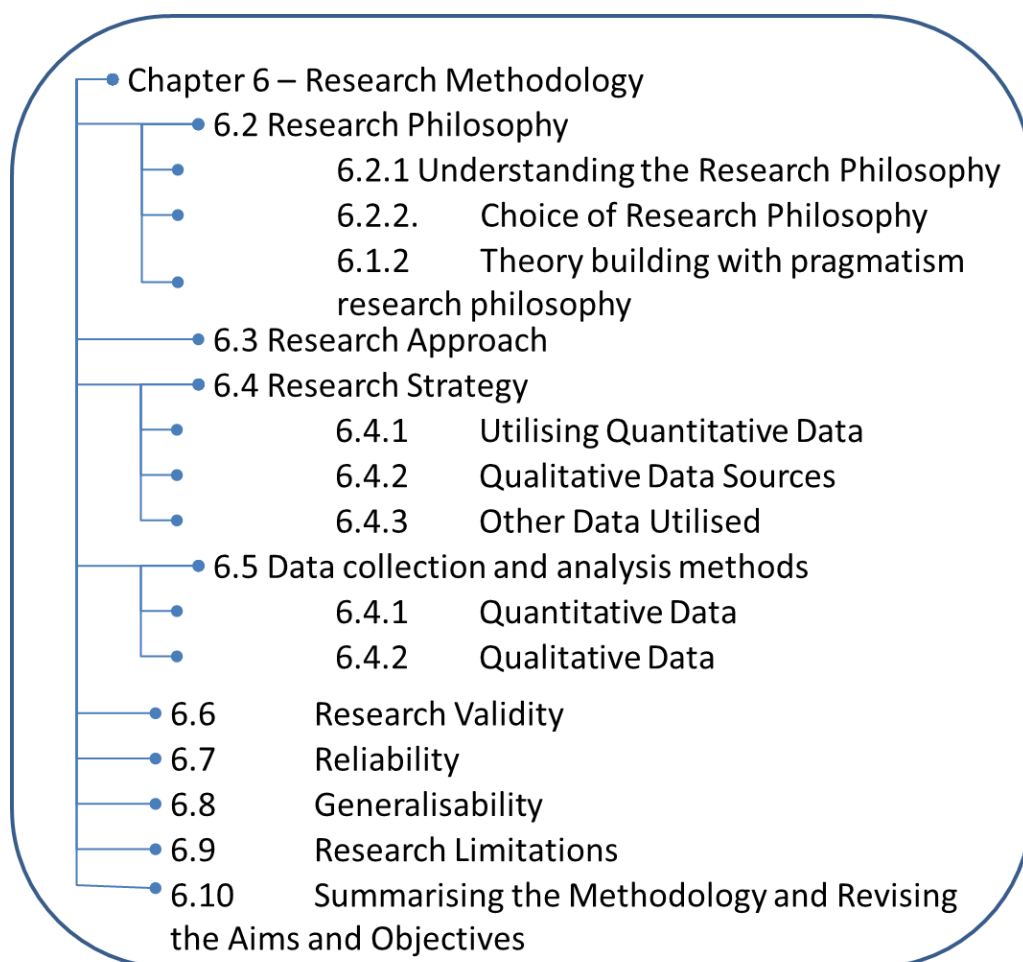 Chapter 6 – Research Methodology
6.2 Research Philosophy
6.2.1 Understanding the Research Philosophy
6.2.2. Choice of Research Philosophy
6.1.2 Theory building with pragmatism
research philosophy
6.3 Research Approach
6.4 Research Strategy
6.4.1 Utilising Quantitative Data
6.4.2 Qualitative Data Sources
6.4.3 Other Data Utilised
6.5 Data collection and analysis methods
6.4.1 Quantitative Data
6.4.2 Qualitative Data
6.6 Research Validity
6.7 Reliability
6.8 Generalisability
6.9 Research Limitations
6.10 Summarising the Methodology and Revising
the Aims and Objectives